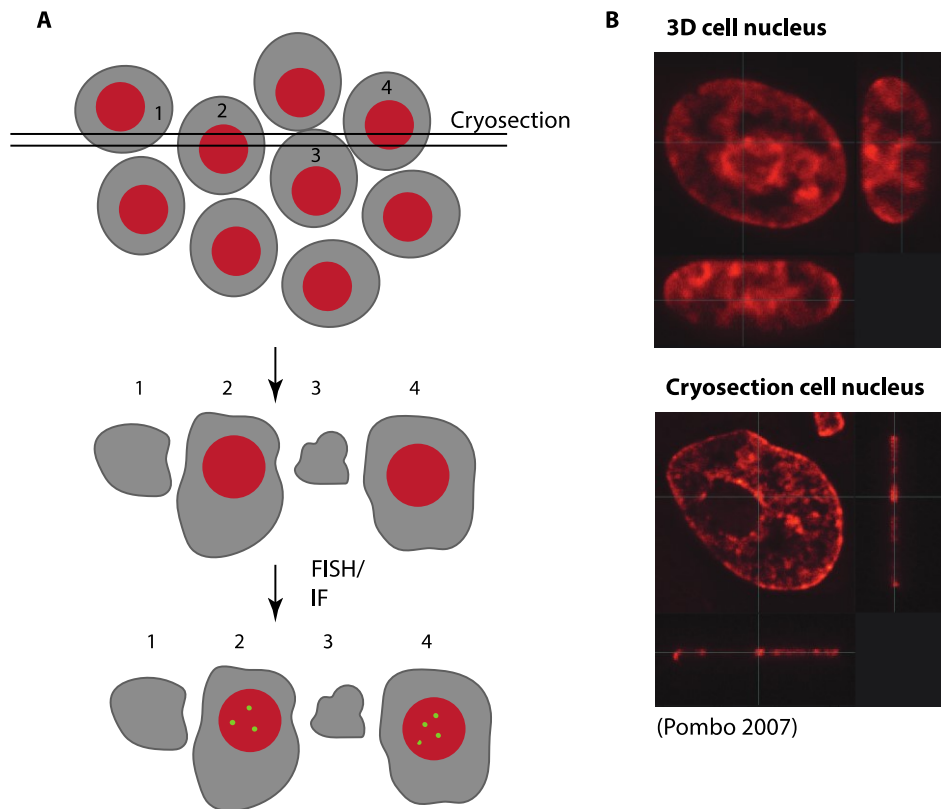 A
1
2
3
4
Cryosection
1 2 3 4
FISH/
IF
1 2 3 4
B
3D cell nucleus
Cryosection cell nucleus
(Pombo 2007)